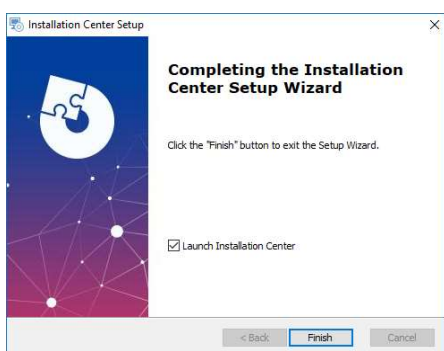 Installation Center Setup
Completing the Installation
Center Setup Wizard
Click the "Finish" button to exit the Setup Wizard.
Launch Installation Center
< Back Finish Cancel